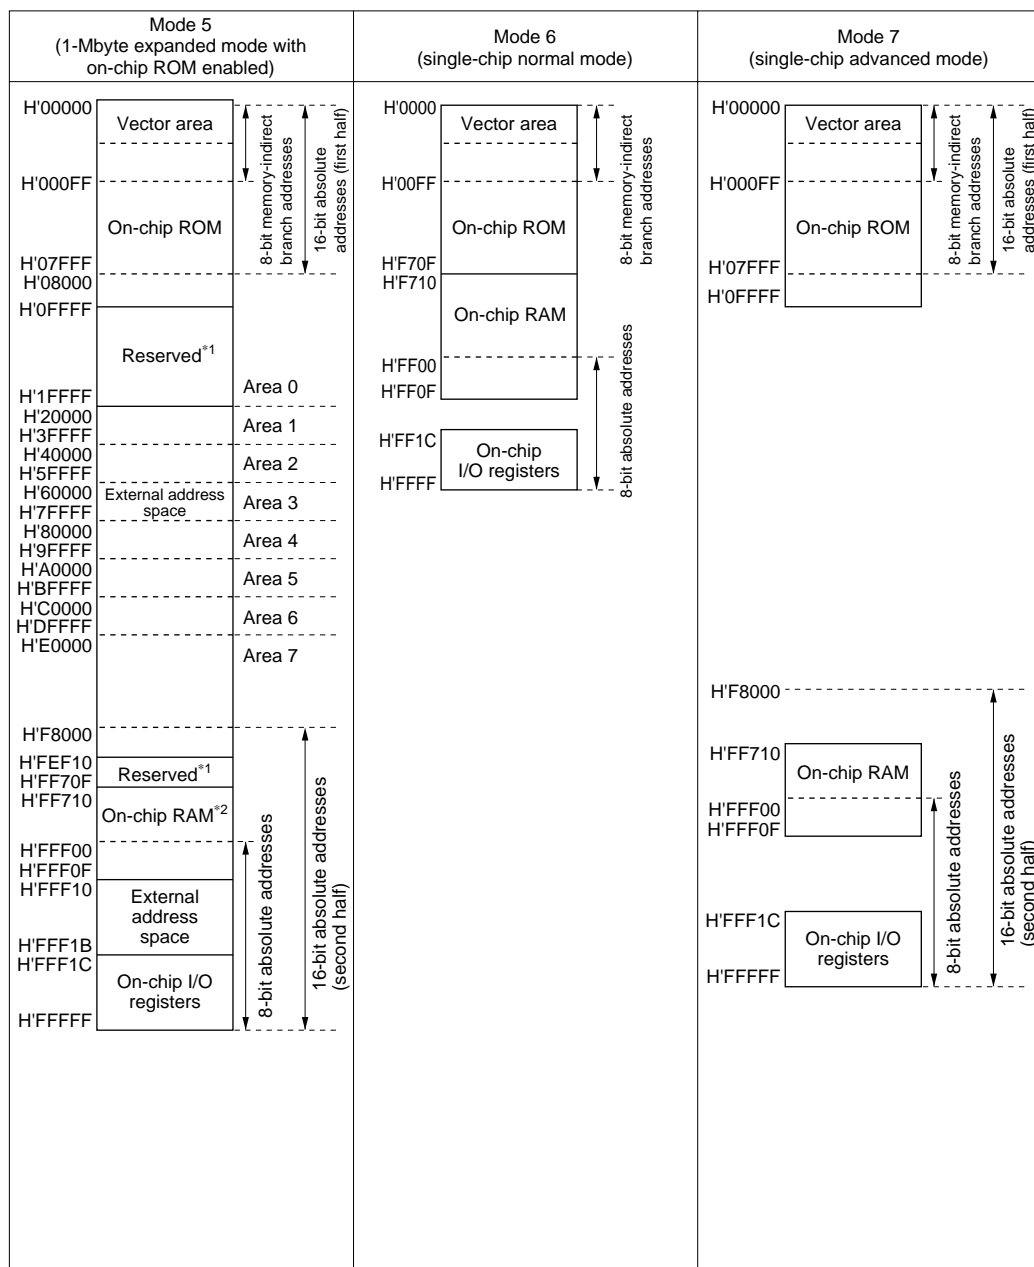 Mode 5
(1-Mbyte expanded mode with
on-chip ROM enabled)
H'00000
Vector area
H'000FF
On-chip ROM
H'07FFF
H'08000
H'0FFFF
Reserved*1
H'1FFFF
Area 0
H'20000
Area 1
H'3FFFF
H'40000
Area 2
H'5FFFF
H'60000
External address
space
Area 3
H'7FFFF
H'80000
Area 4
H'9FFFF
H'A0000
Area 5
H'BFFFF
H'C0000
Area 6
H'DFFFF
H'E0000
Area 7
H'F8000
H'FEF10
Reserved*1
H'FF70F
H'FF710
On-chip RAM*2
H'FFF00
H'FFF0F
H'FFF10
External
address
space
H'FFF1B
H'FFF1C
On-chip I/O
registers
H'FFFFF
8-bit memory-indirect
branch addresses
16-bit absolute
addresses (first half)
8-bit absolute addresses
16-bit absolute addresses
(second half)
Mode 6
(single-chip normal mode)
H'0000
Vector area
H'00FF
On-chip ROM
H'F70F
H'F710
On-chip RAM
H'FF00
H'FF0F
H'FF1C
On-chip
I/O registers
H'FFFF
8-bit memory-indirect
branch addresses
8-bit absolute addresses
Mode 7
(single-chip advanced mode)
H'00000
Vector area
H'000FF
On-chip ROM
H'07FFF
H'0FFFF
H'F8000
H'FF710
On-chip RAM
H'FFF00
H'FFF0F
H'FFF1C
On-chip I/O
registers
H'FFFFF
8-bit memory-indirect
branch addresses
16-bit absolute
addresses (first half)
8-bit absolute addresses
16-bit absolute addresses
(second half)